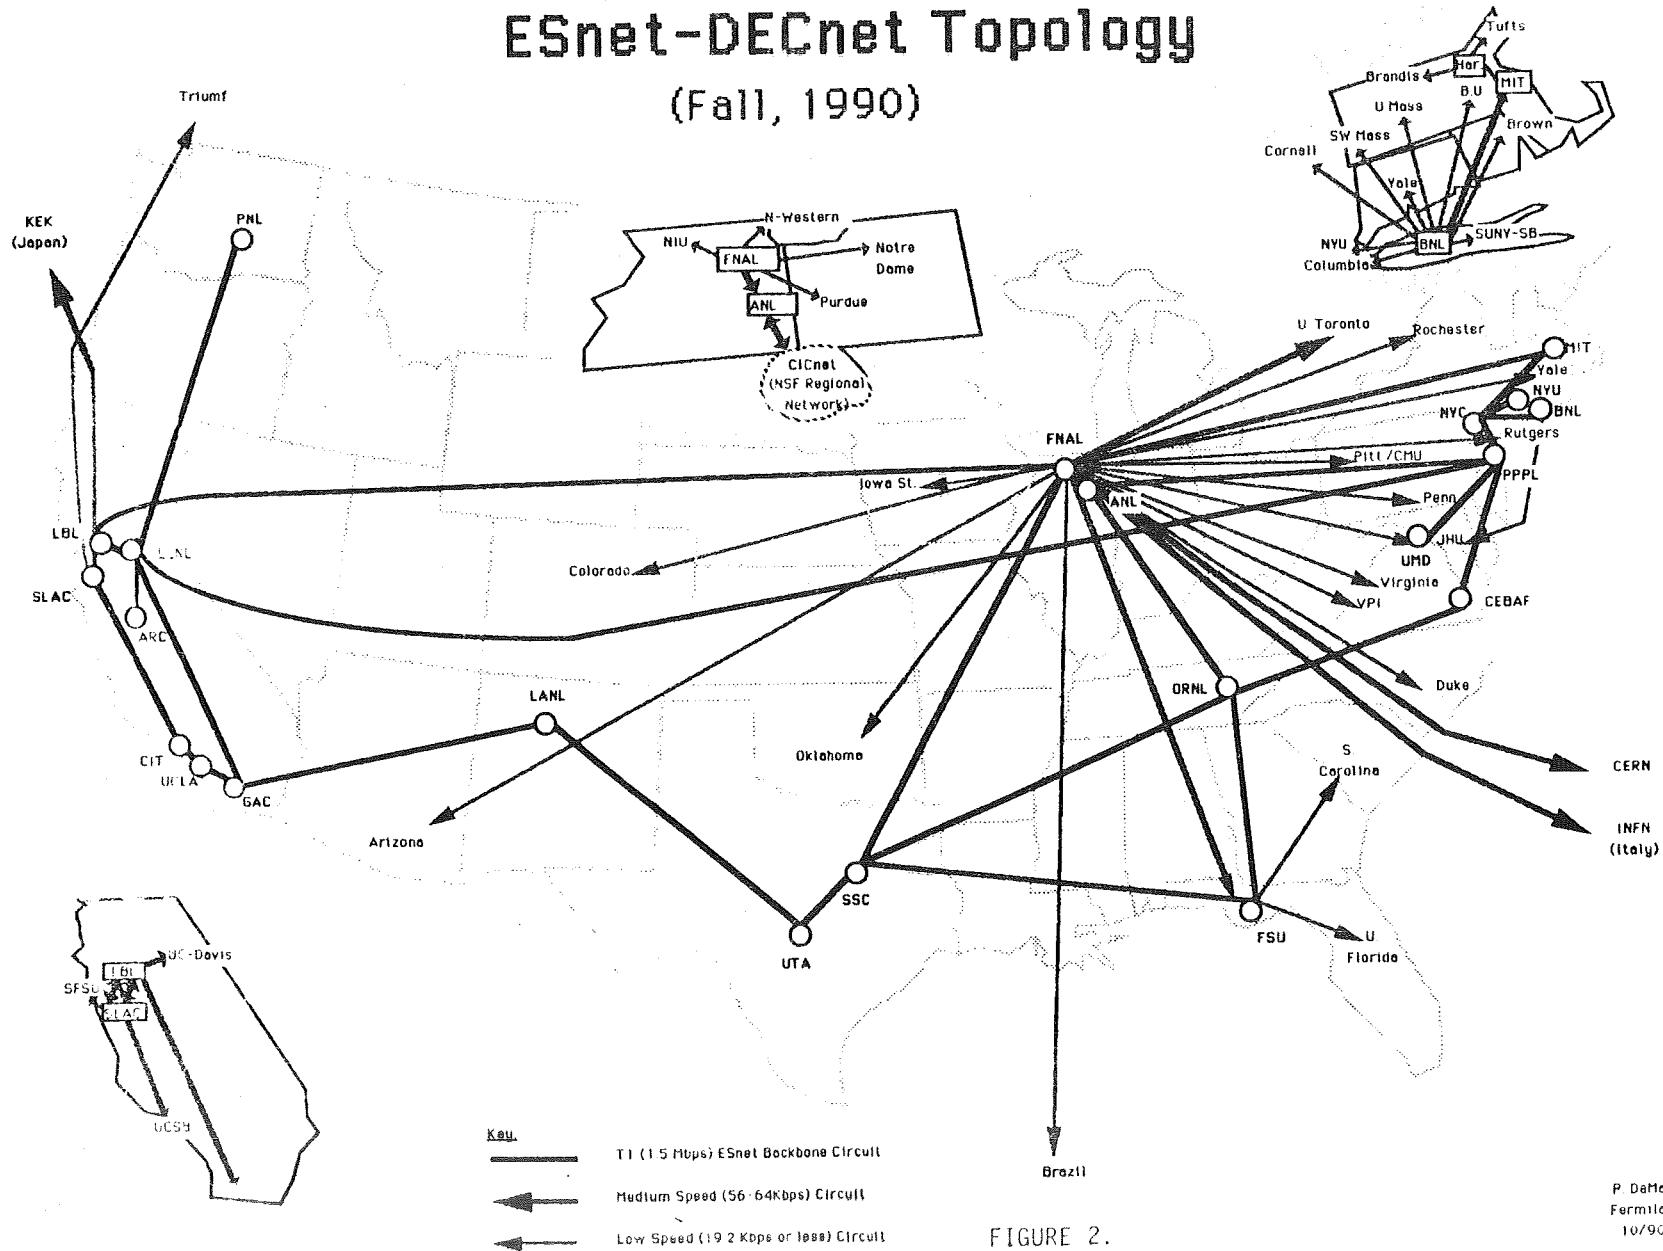 ESnet-DECnet Topology
(Fall, 1990)
Triumf
KEK
(Japan)
PNL
N-Western
NIU
FNAL
Notre
Dame
ANL
Purdue
CICnet
(NSF Regional
Network)
Tufts
Har.
Brandis
MIT
B.U
U Mass
SW Mass
Brown
Cornell
Yale
NYU
BNL
SUNY-SB
Columbia
U Toronto
Rochester
MIT
Yale
NYU
NYC
BNL
Rutgers
FNAL
Pitt/CMU
PPPL
Iowa St.
ANL
Penn
LBL
Colorado
JHU
UMD
Virginia
SLAC
VPI
CEBAF
ARC
LANL
ORNL
Duke
Oklahoma
S
Carolina
CIT
UCLA
GAC
CERN
Arizona
INFN
(Italy)
SSC
UTA
FSU
U.
Florida
UC-Davis
LBL
SFSU
SLAC
Brazil
Key.
T1 (1.5 Mbps) ESnet Backbone Circuit
Medium Speed (56-64Kbps) Circuit
Low Speed (19.2 Kbps or less) Circuit
FIGURE 2.
P. DeMa
Fermila
10/90